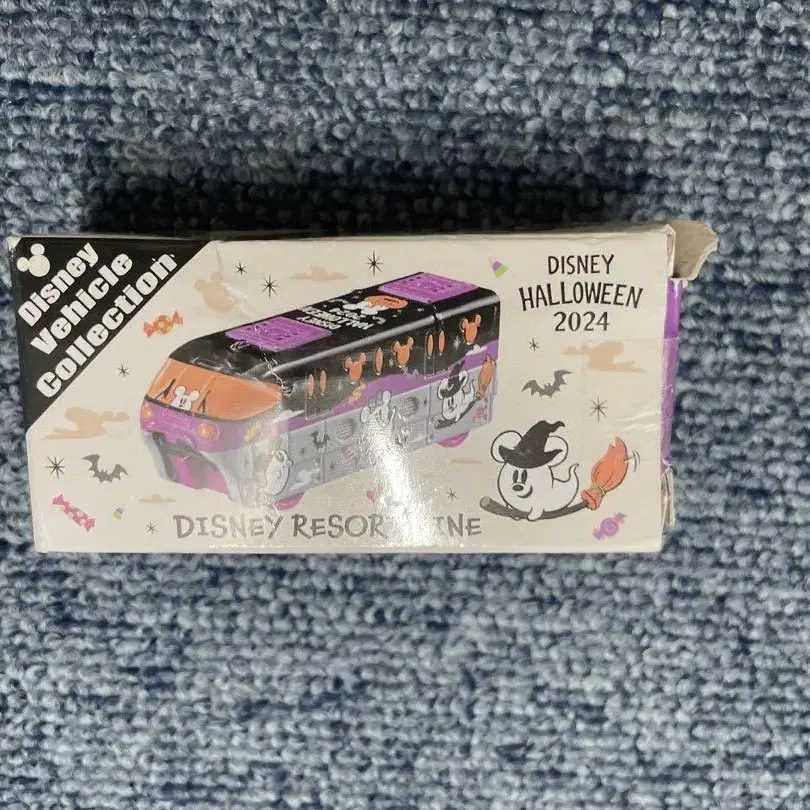 Disney
Vehicle
Collection
DISNEY
HALLOWEEN
2024
DISNEY RESOR INE